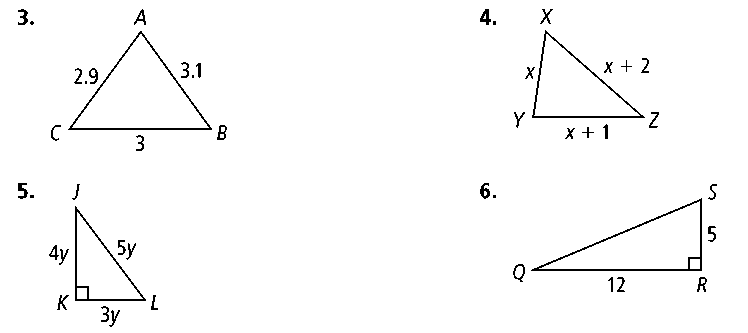 3.
A
2.9
3.1
C
3
B
4.
X
x
x + 2
Y
x + 1
Z
5.
J
4y
5y
K
3y
L
6.
S
5
Q
12
R